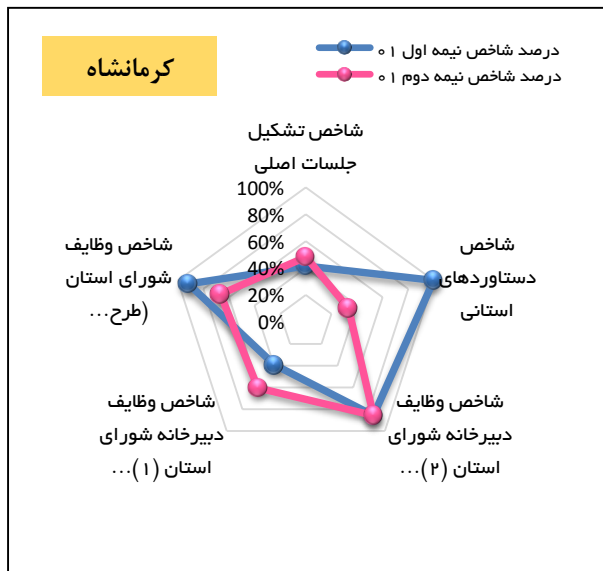 کرمانشاه
درصد شاخص نیمه اول ۰۱
درصد شاخص نیمه دوم ۰۱
شاخص تشکیل
جلسات اصلی
100%
80%
60%
40%
20%
0%
شاخص
دستاوردهای
استانی
شاخص وظایف
دبیرخانه شورای
استان (۲)...
شاخص وظایف
دبیرخانه شورای
استان (۱)...
شاخص وظایف
شورای استان
(طرح...